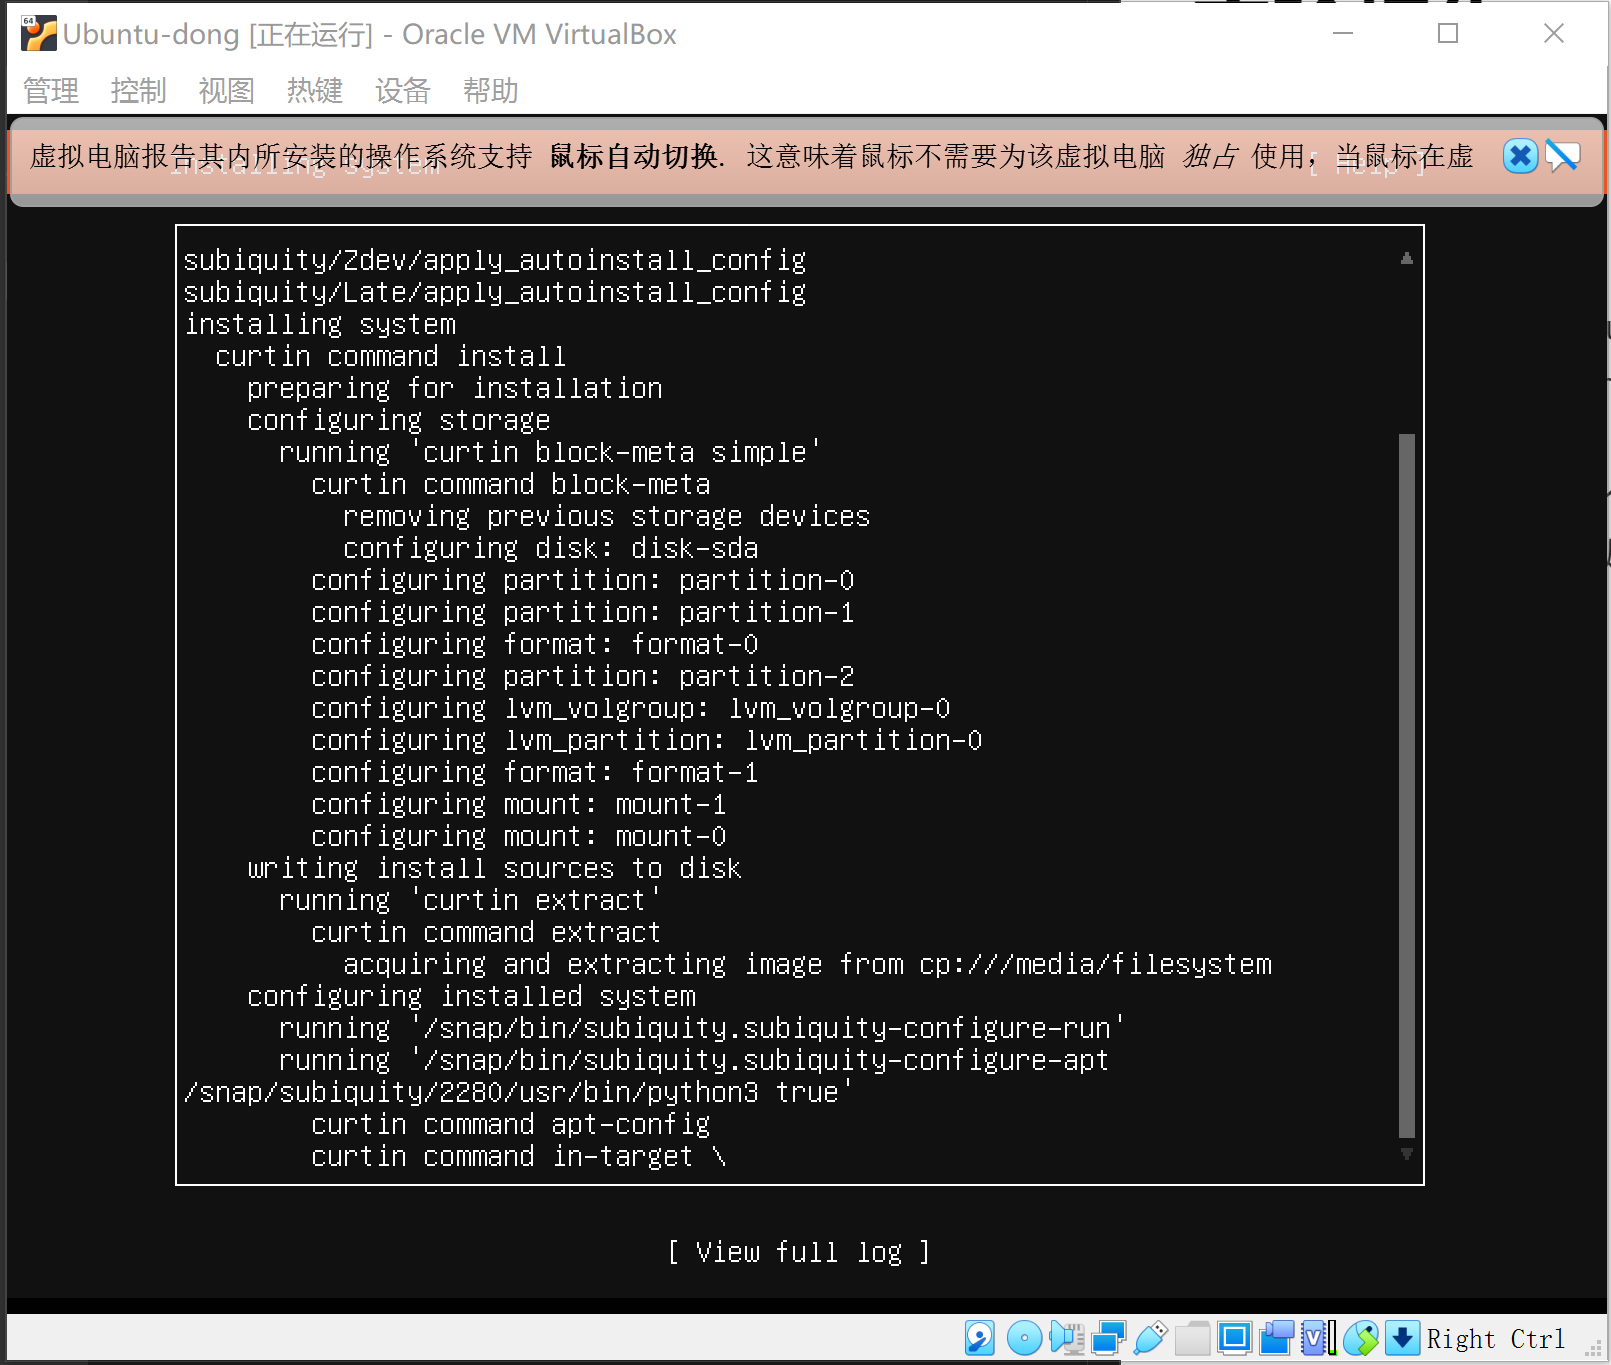 Ubuntu-dong [正在运行] - Oracle VM VirtualBox
管理 控制 视图 热键 设备 帮助
虚拟电脑报告其内所安装的操作系统支持 鼠标自动切换. 这意味着鼠标不需要为该虚拟电脑 独占 使用，当鼠标在虚
Installing system [ Help ]
subiquity/Zdev/apply_autoinstall_config
subiquity/Late/apply_autoinstall_config
installing system
curtin command install
preparing for installation
configuring storage
running 'curtin block-meta simple'
curtin command block-meta
removing previous storage devices
configuring disk: disk-sda
configuring partition: partition-0
configuring partition: partition-1
configuring format: format-0
configuring partition: partition-2
configuring lvm_volgroup: lvm_volgroup-0
configuring lvm_partition: lvm_partition-0
configuring format: format-1
configuring mount: mount-1
configuring mount: mount-0
writing install sources to disk
running 'curtin extract'
curtin command extract
acquiring and extracting image from cp:///media/filesystem
configuring installed system
running '/snap/bin/subiquity.subiquity-configure-run'
running '/snap/bin/subiquity.subiquity-configure-apt
/snap/subiquity/2280/usr/bin/python3 true'
curtin command apt-config
curtin command in-target \
[ View full log ]
Right Ctrl